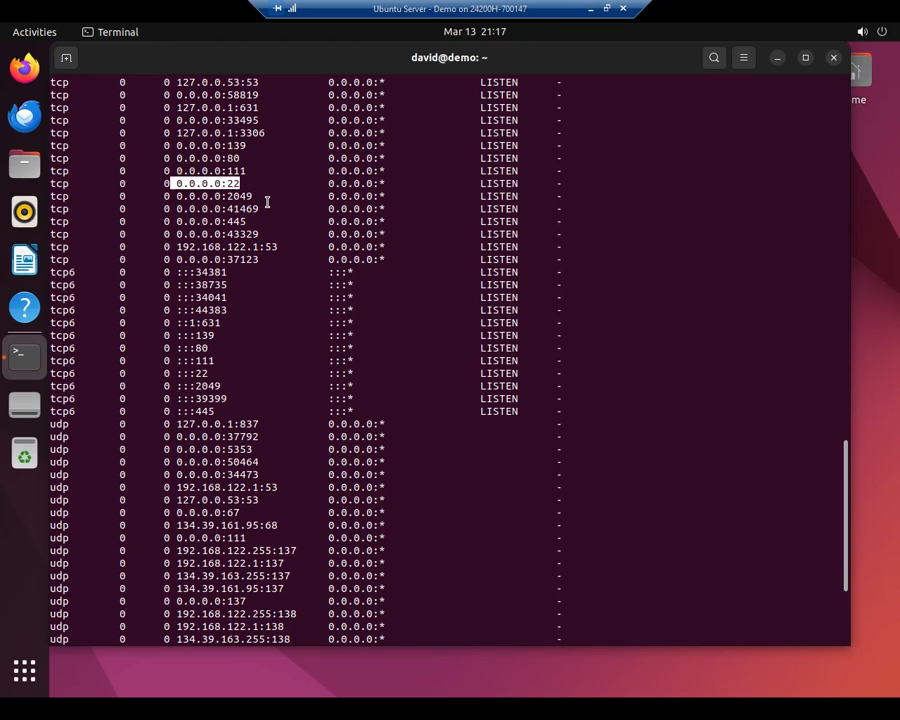 Ubuntu Server - Demo on 24200H-700147
Activities Terminal Mar 13 21:17
david@demo: ~
me
tcp 0 0 127.0.0.53:53 0.0.0.0:* LISTEN -
tcp 0 0 0.0.0.0:58819 0.0.0.0:* LISTEN -
tcp 0 0 127.0.0.1:631 0.0.0.0:* LISTEN -
tcp 0 0 0.0.0.0:33495 0.0.0.0:* LISTEN -
tcp 0 0 127.0.0.1:3306 0.0.0.0:* LISTEN -
tcp 0 0 0.0.0.0:139 0.0.0.0:* LISTEN -
tcp 0 0 0.0.0.0:80 0.0.0.0:* LISTEN -
tcp 0 0 0.0.0.0:111 0.0.0.0:* LISTEN -
tcp 0 0 0.0.0.0:22 0.0.0.0:* LISTEN -
tcp 0 0 0.0.0.0:2049 0.0.0.0:* LISTEN -
tcp 0 0 0.0.0.0:41469 0.0.0.0:* LISTEN -
tcp 0 0 0.0.0.0:445 0.0.0.0:* LISTEN -
tcp 0 0 0.0.0.0:43329 0.0.0.0:* LISTEN -
tcp 0 0 192.168.122.1:53 0.0.0.0:* LISTEN -
tcp 0 0 0.0.0.0:37123 0.0.0.0:* LISTEN -
tcp6 0 0 :::34381 :::* LISTEN -
tcp6 0 0 :::38735 :::* LISTEN -
tcp6 0 0 :::34041 :::* LISTEN -
tcp6 0 0 :::44383 :::* LISTEN -
tcp6 0 0 ::1:631 :::* LISTEN -
tcp6 0 0 :::139 :::* LISTEN -
tcp6 0 0 :::80 :::* LISTEN -
tcp6 0 0 :::111 :::* LISTEN -
tcp6 0 0 :::22 :::* LISTEN -
tcp6 0 0 :::2049 :::* LISTEN -
tcp6 0 0 :::39399 :::* LISTEN -
tcp6 0 0 :::445 :::* LISTEN -
udp 0 0 127.0.0.1:837 0.0.0.0:* -
udp 0 0 0.0.0.0:37792 0.0.0.0:* -
udp 0 0 0.0.0.0:5353 0.0.0.0:* -
udp 0 0 0.0.0.0:50464 0.0.0.0:* -
udp 0 0 0.0.0.0:34473 0.0.0.0:* -
udp 0 0 192.168.122.1:53 0.0.0.0:* -
udp 0 0 127.0.0.53:53 0.0.0.0:* -
udp 0 0 0.0.0.0:67 0.0.0.0:* -
udp 0 0 134.39.161.95:68 0.0.0.0:* -
udp 0 0 0.0.0.0:111 0.0.0.0:* -
udp 0 0 192.168.122.255:137 0.0.0.0:* -
udp 0 0 192.168.122.1:137 0.0.0.0:* -
udp 0 0 134.39.163.255:137 0.0.0.0:* -
udp 0 0 134.39.161.95:137 0.0.0.0:* -
udp 0 0 0.0.0.0:137 0.0.0.0:* -
udp 0 0 192.168.122.255:138 0.0.0.0:* -
udp 0 0 192.168.122.1:138 0.0.0.0:* -
udp 0 0 134.39.163.255:138 0.0.0.0:* -